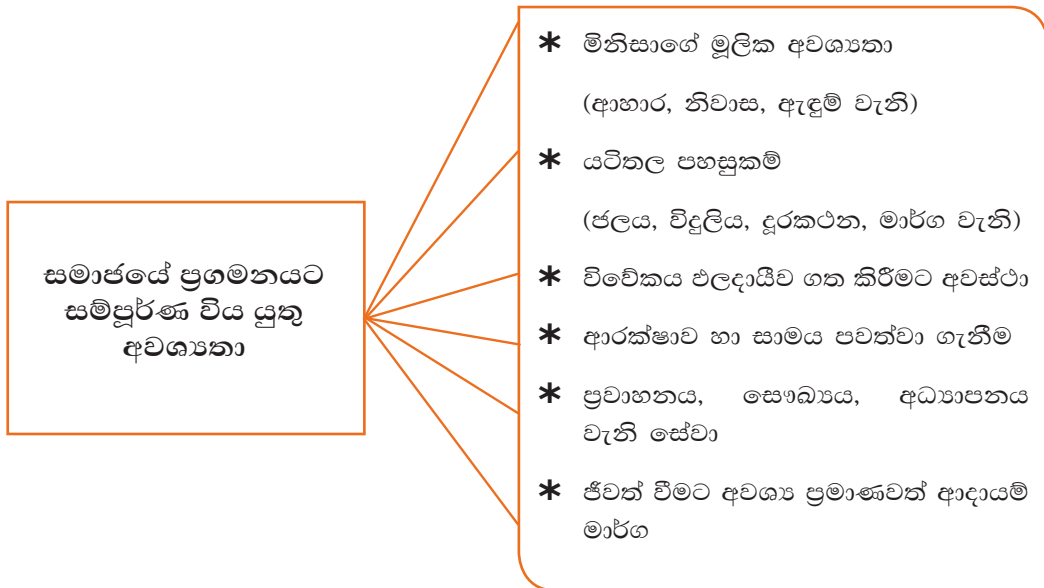 සමාජයේ ප්‍රගමනයට
සම්පූර්ණ විය යුතු
අවශ්‍යතා
* මිනිසාගේ මූලික අවශ්‍යතා
(ආහාර, නිවාස, ඇඳුම් වැනි)
* යටිතල පහසුකම්
(ජලය, විදුලිය, දූරකථන, මාර්ග වැනි)
* විවේකය ඵලදායීව ගත කිරීමට අවස්ථා
* ආරක්ෂාව හා සාමය පවත්වා ගැනීම
* ප්‍රවාහනය, සෞඛ්‍යය, අධ්‍යාපනය
වැනි සේවා
* ජීවත් වීමට අවශ්‍ය ප්‍රමාණවත් ආදායම්
මාර්ග